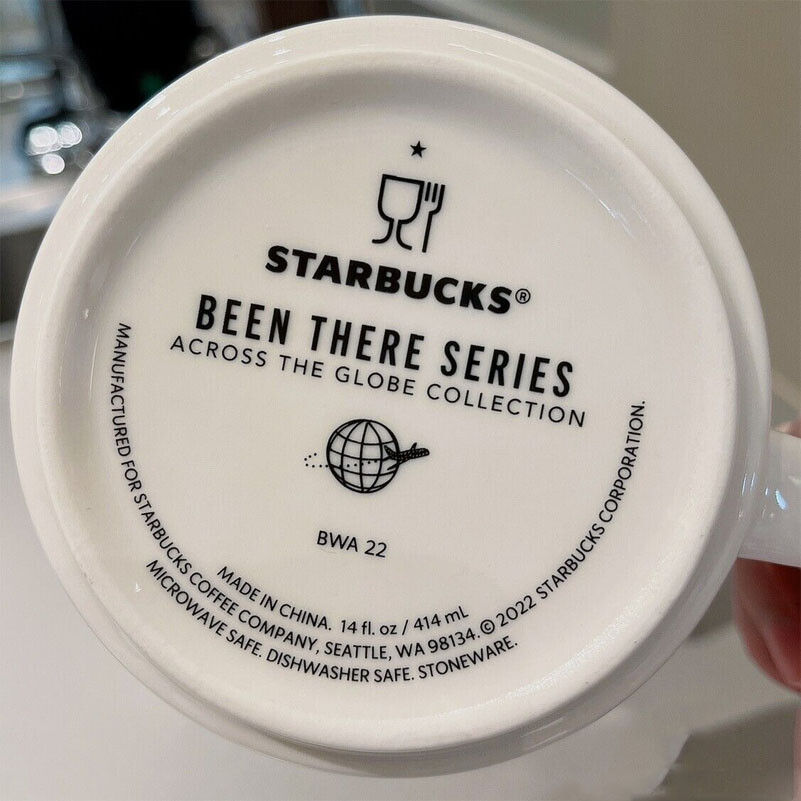 STARBUCKS®
BEEN THERE SERIES
ACROSS THE GLOBE COLLECTION
BWA 22
MADE IN CHINA. 14 fl. oz / 414 mL
MANUFACTURED FOR STARBUCKS COFFEE COMPANY, SEATTLE, WA 98134. © 2022 STARBUCKS CORPORATION.
MICROWAVE SAFE. DISHWASHER SAFE. STONEWARE.